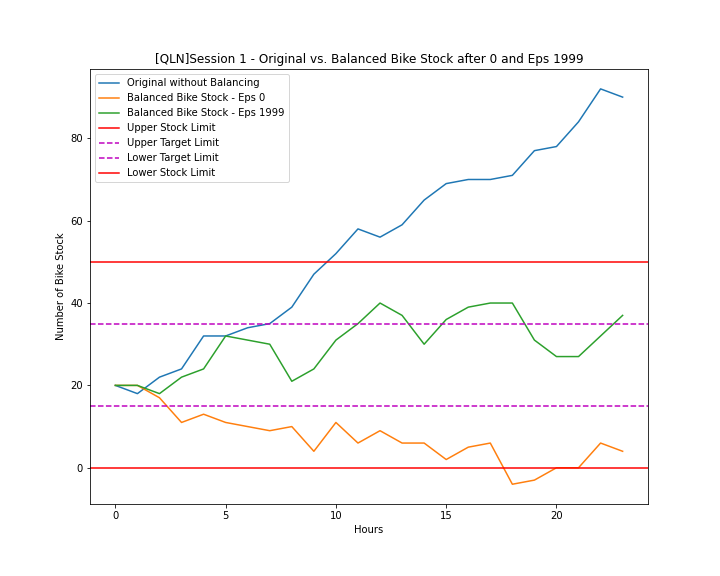 [QLN]Session 1 - Original vs. Balanced Bike Stock after 0 and Eps 1999
Original without Balancing
Balanced Bike Stock - Eps 0
Balanced Bike Stock - Eps 1999
Upper Stock Limit
Upper Target Limit
Lower Target Limit
Lower Stock Limit
Number of Bike Stock
80
60
40
20
0
0 5 10 15 20
Hours